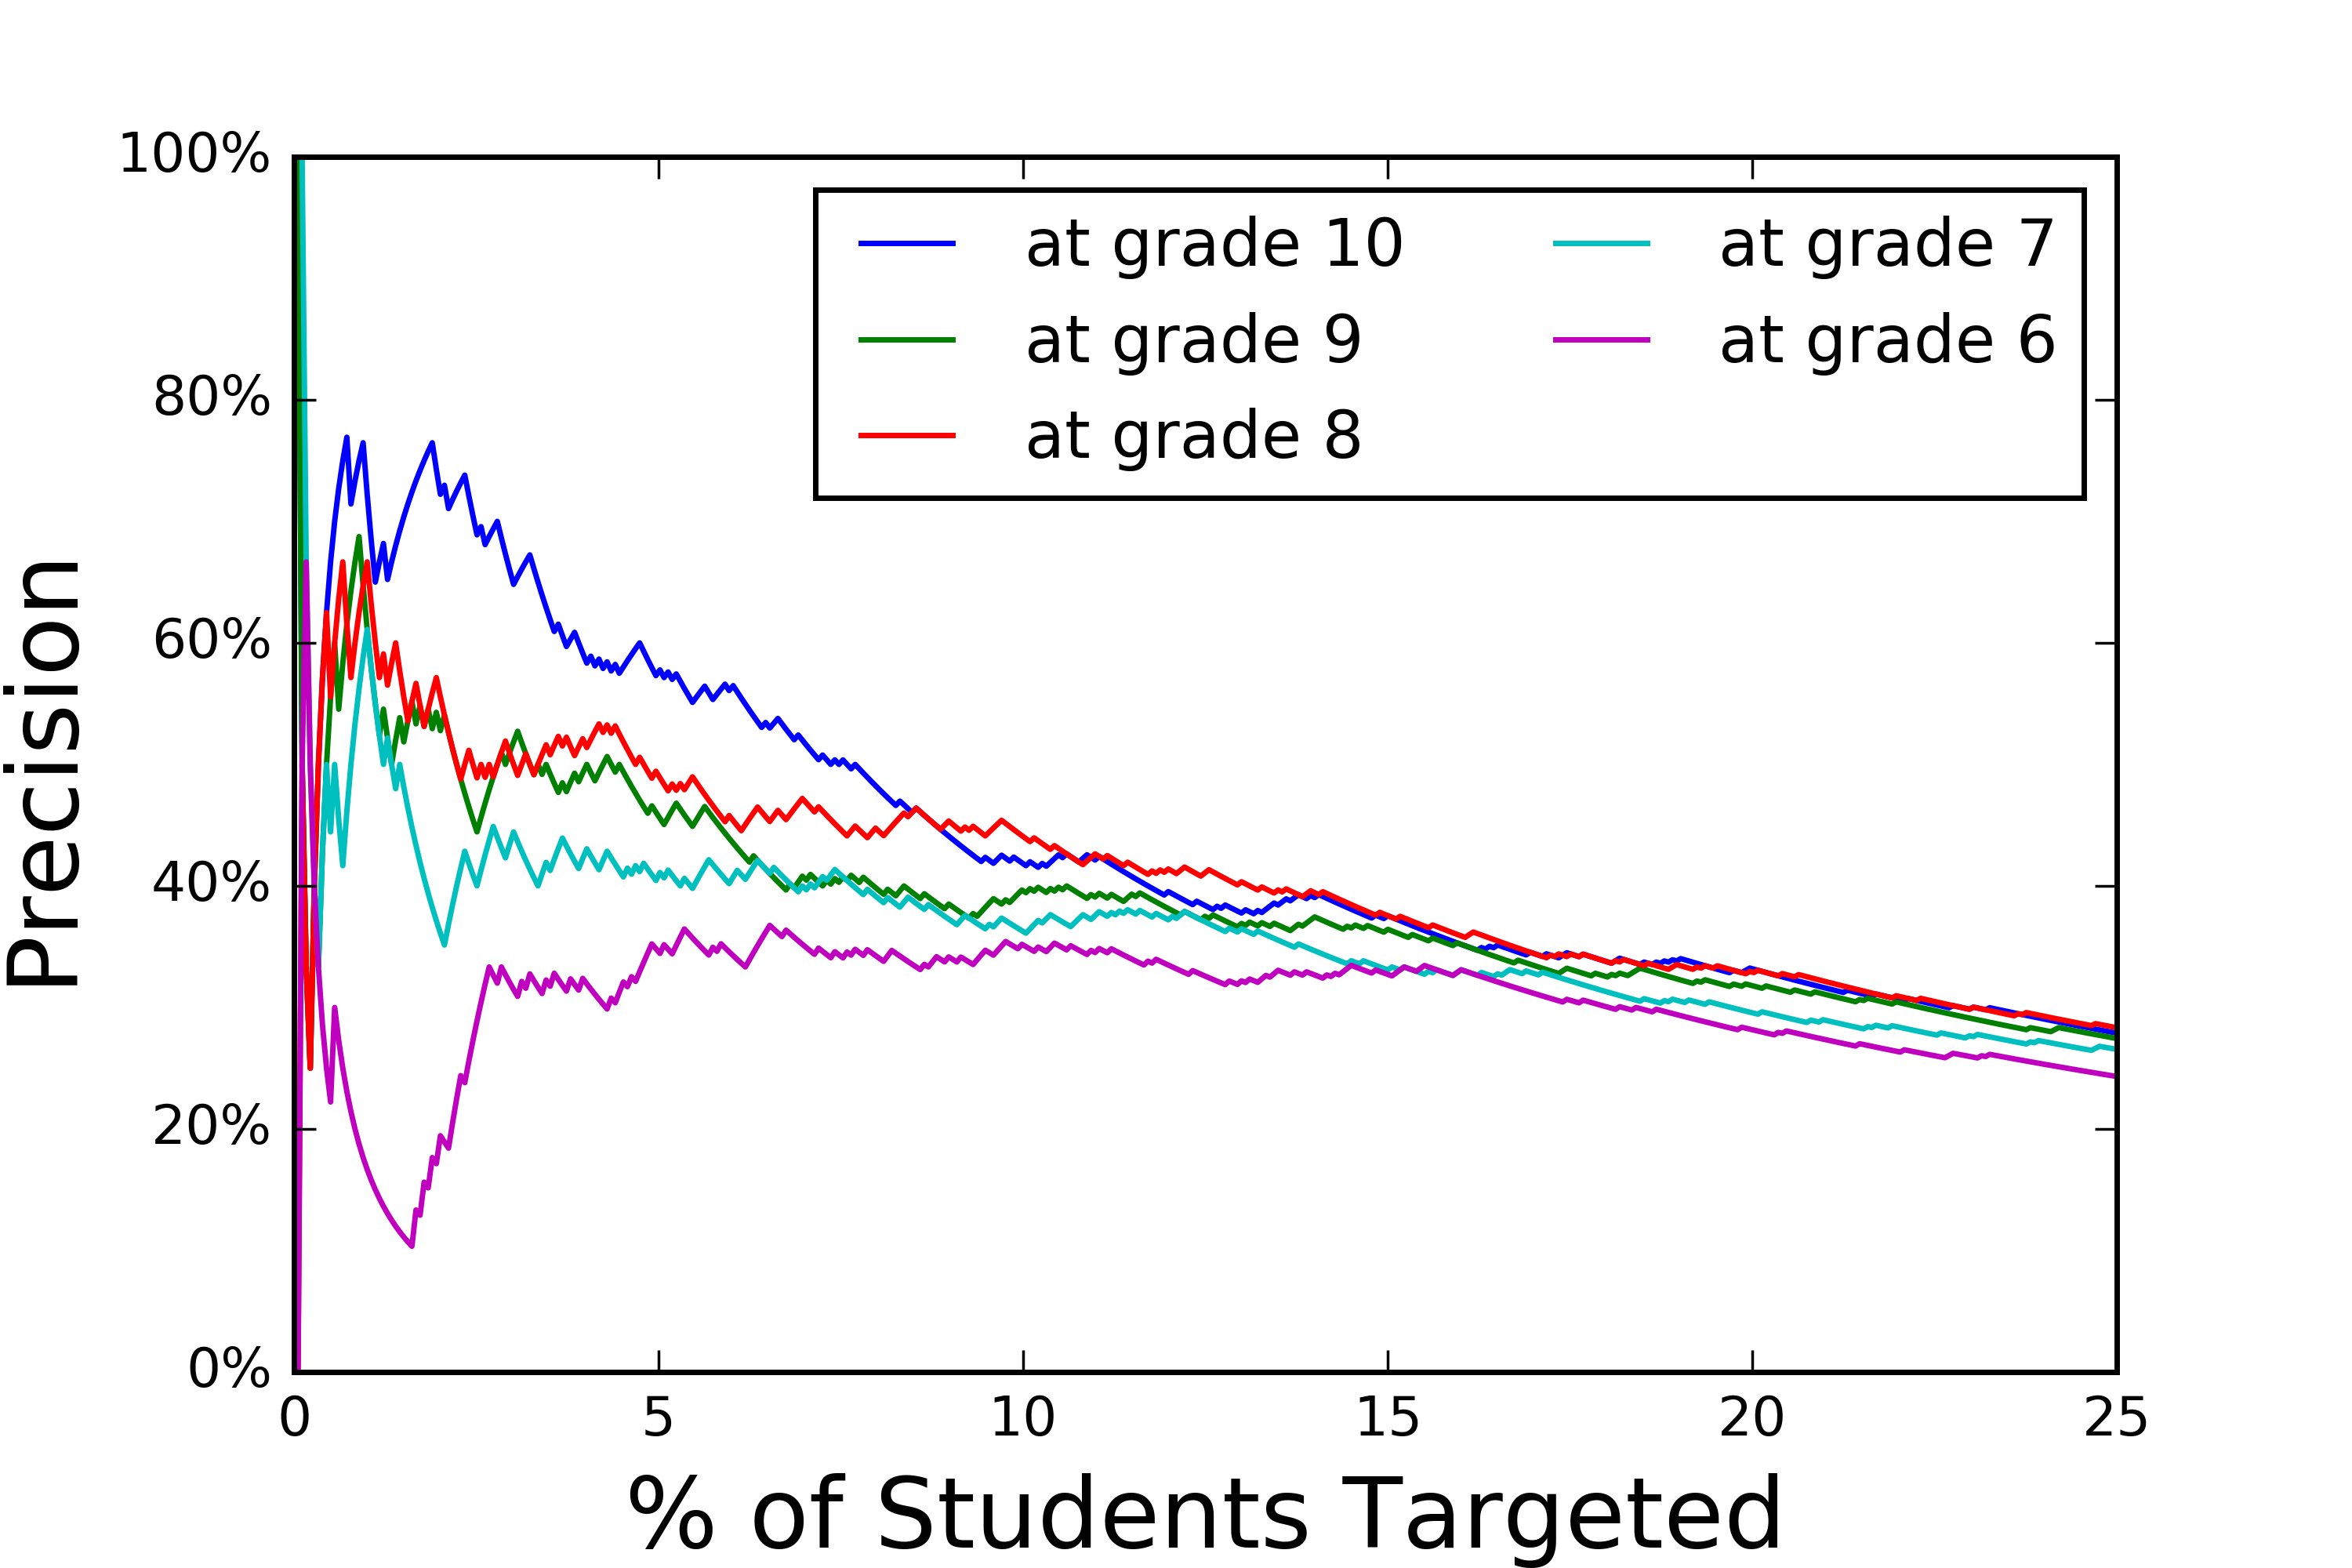 100%
80%
60%
40%
20%
0%
Precision
at grade 10
at grade 9
at grade 8
at grade 7
at grade 6
0 5 10 15 20 25
% of Students Targeted